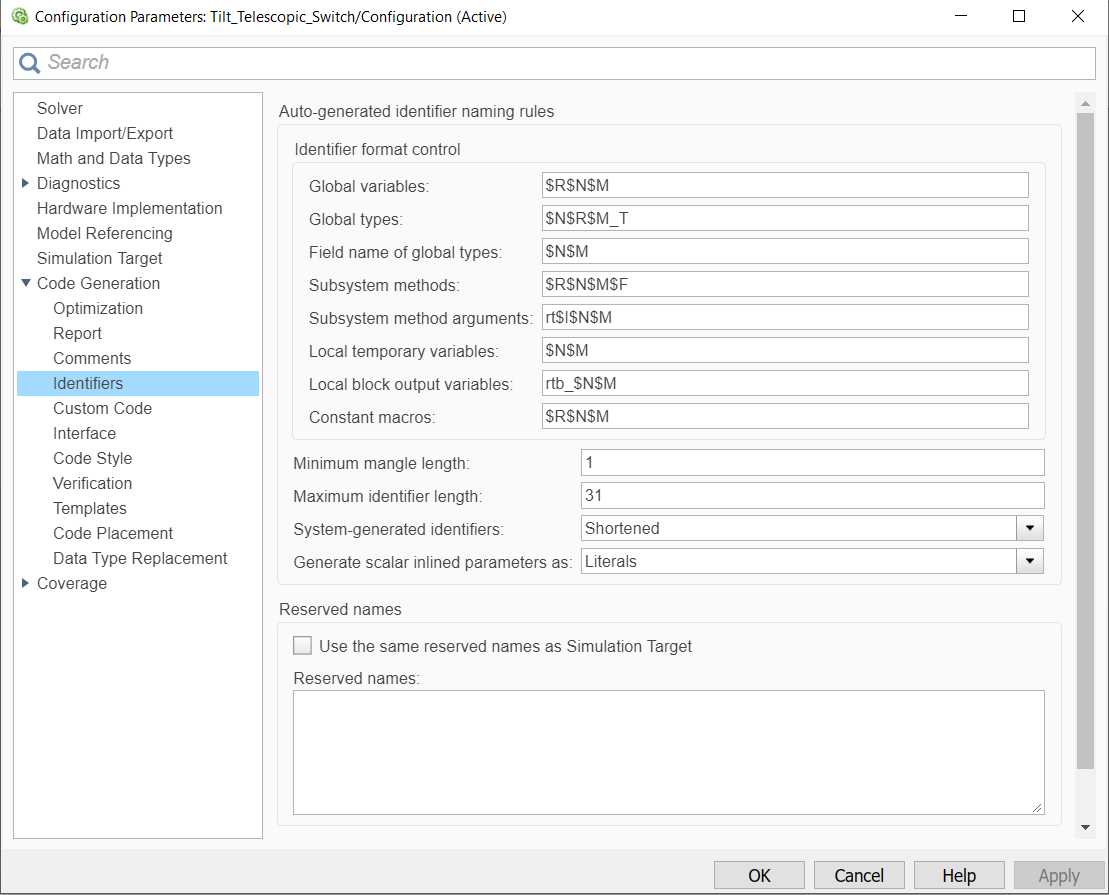 Configuration Parameters: Tilt_Telescopic_Switch/Configuration (Active)
Search
Solver
Data Import/Export
Math and Data Types
Diagnostics
Hardware Implementation
Model Referencing
Simulation Target
Code Generation
Optimization
Report
Comments
Identifiers
Custom Code
Interface
Code Style
Verification
Templates
Code Placement
Data Type Replacement
Coverage
Auto-generated identifier naming rules
Identifier format control
Global variables: $R$N$M
Global types: $N$R$M_T
Field name of global types: $N$M
Subsystem methods: $R$N$M$F
Subsystem method arguments: rt$I$N$M
Local temporary variables: $N$M
Local block output variables: rtb_$N$M
Constant macros: $R$N$M
Minimum mangle length: 1
Maximum identifier length: 31
System-generated identifiers: Shortened
Generate scalar inlined parameters as: Literals
Reserved names
Use the same reserved names as Simulation Target
Reserved names:
OK Cancel Help Apply